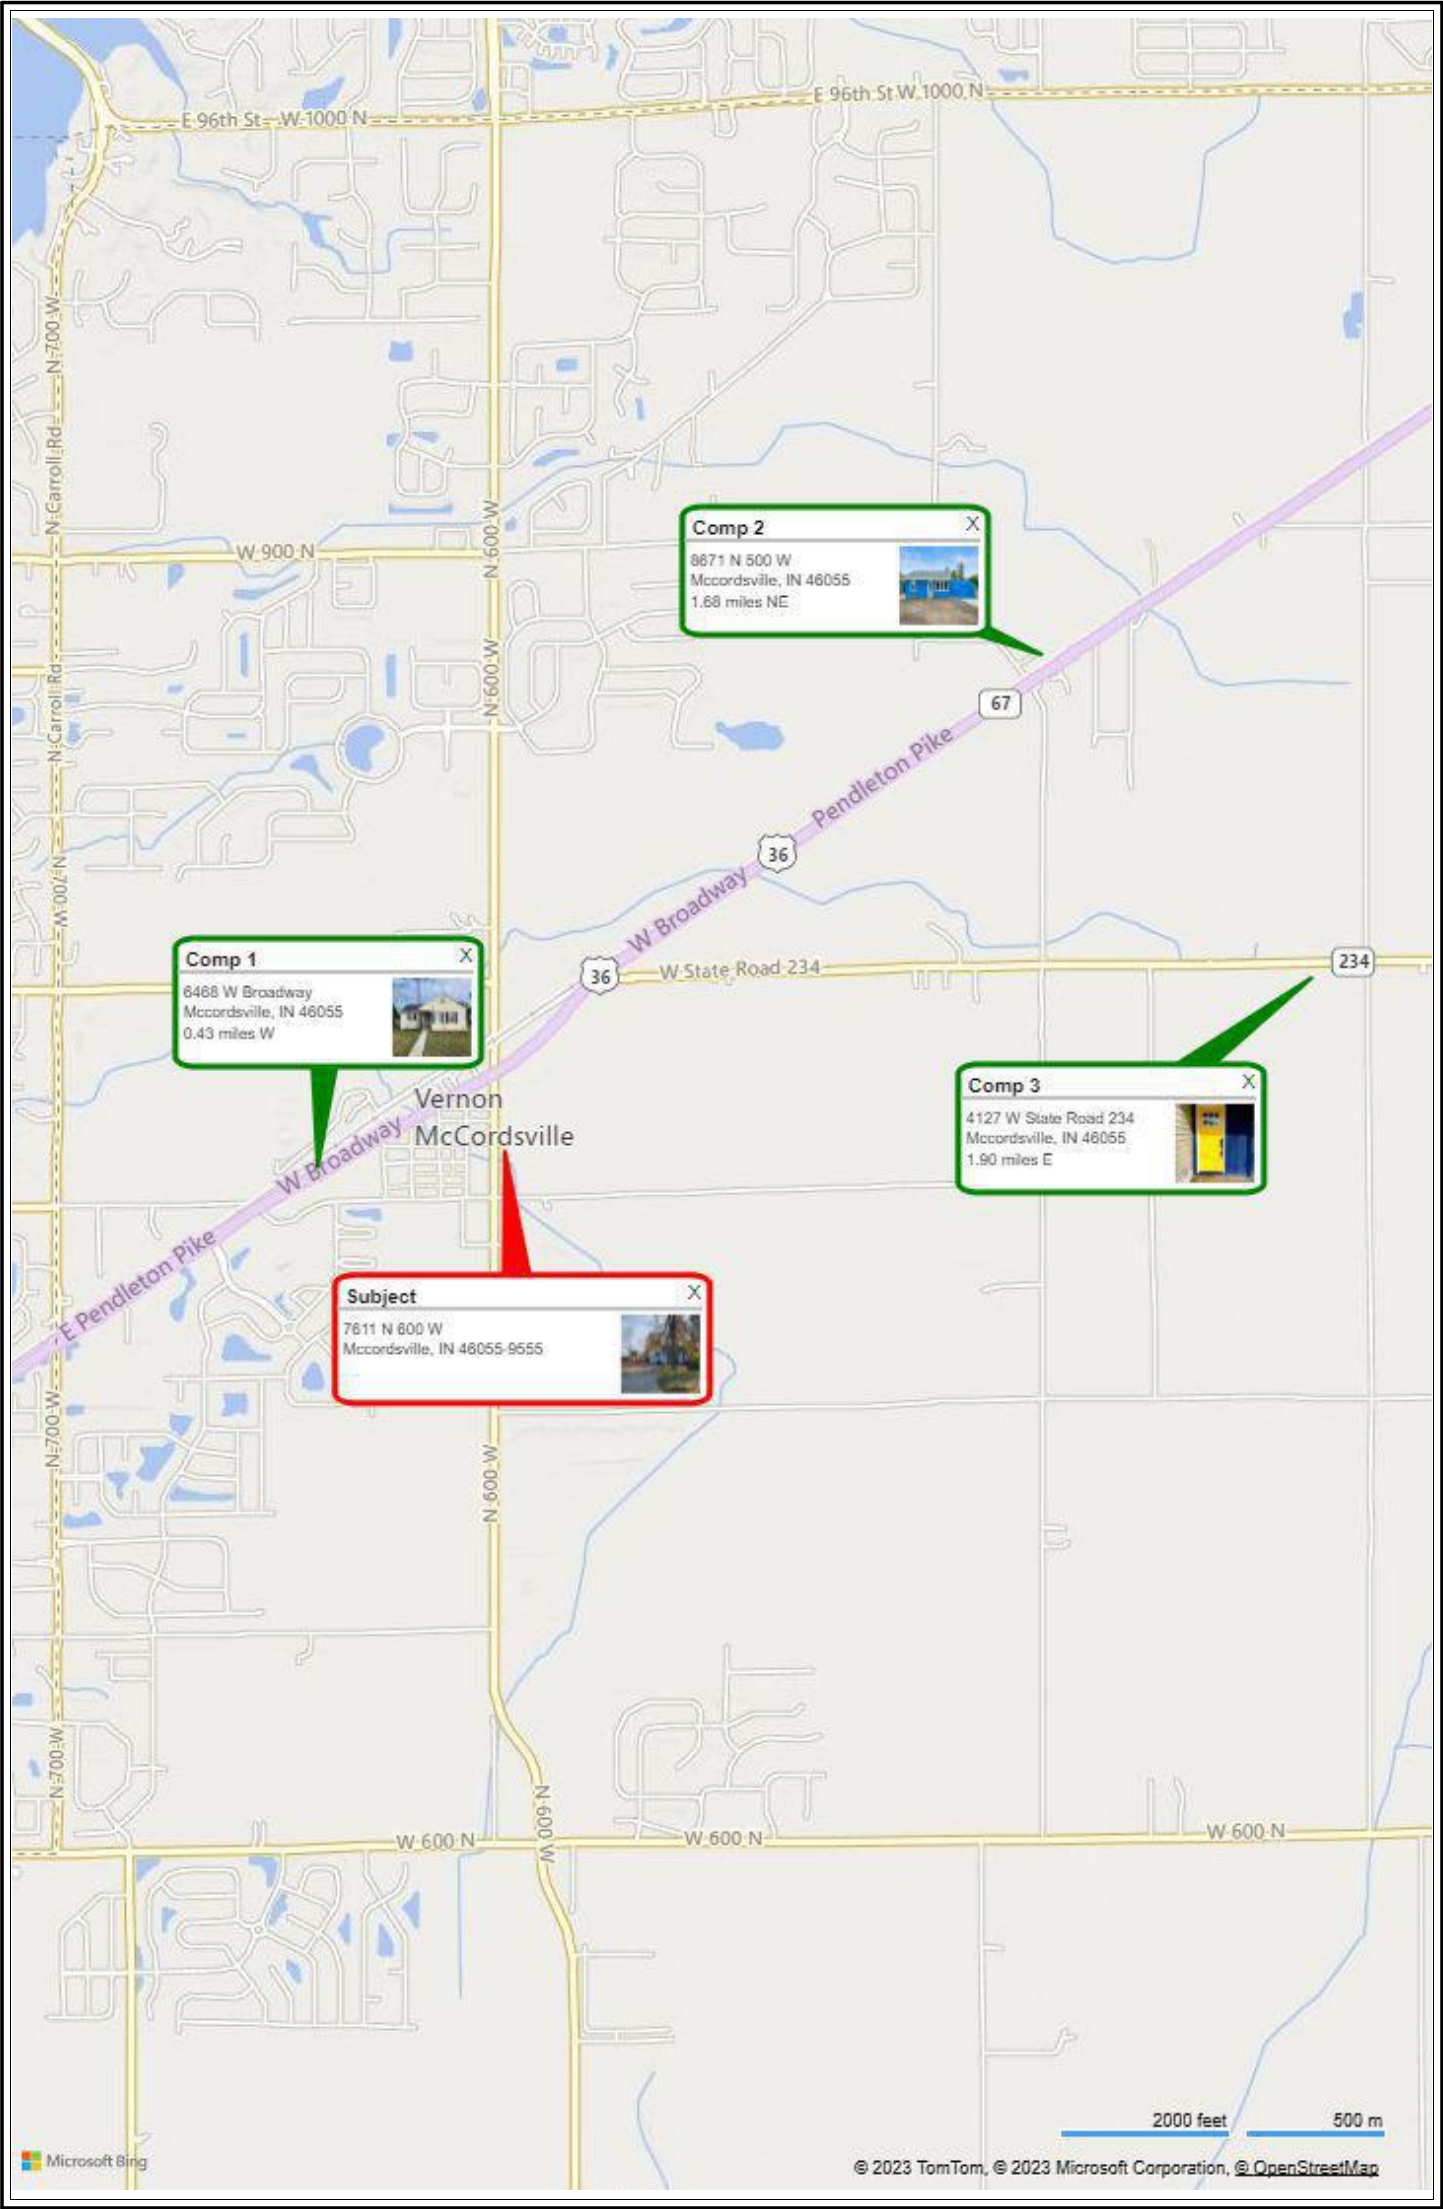 E 96th St W 1000 N
E 96th St W 1000 N
N 700 W
N Carroll Rd
N 600 W
W 900 N
Comp 2
X
8671 N 500 W
Mccordsville, IN 46055
1.68 miles NE
N 600 W
N Carroll Rd
67
Pendleton Pike
36
N 700 W
W Broadway
Comp 1
X
6468 W Broadway
Mccordsville, IN 46055
0.43 miles W
36
W State Road 234
234
Comp 3
X
4127 W State Road 234
Mccordsville, IN 46055
1.90 miles E
Vernon
McCordsville
W Broadway
E Pendleton Pike
Subject
X
7611 N 600 W
Mccordsville, IN 46055-9555
N 700 W
N 600 W
N 700 W
N 600 W
W 600 N
W 600 N
W 600 N
2000 feet
500 m
Microsoft Bing
© 2023 TomTom, © 2023 Microsoft Corporation, © OpenStreetMap